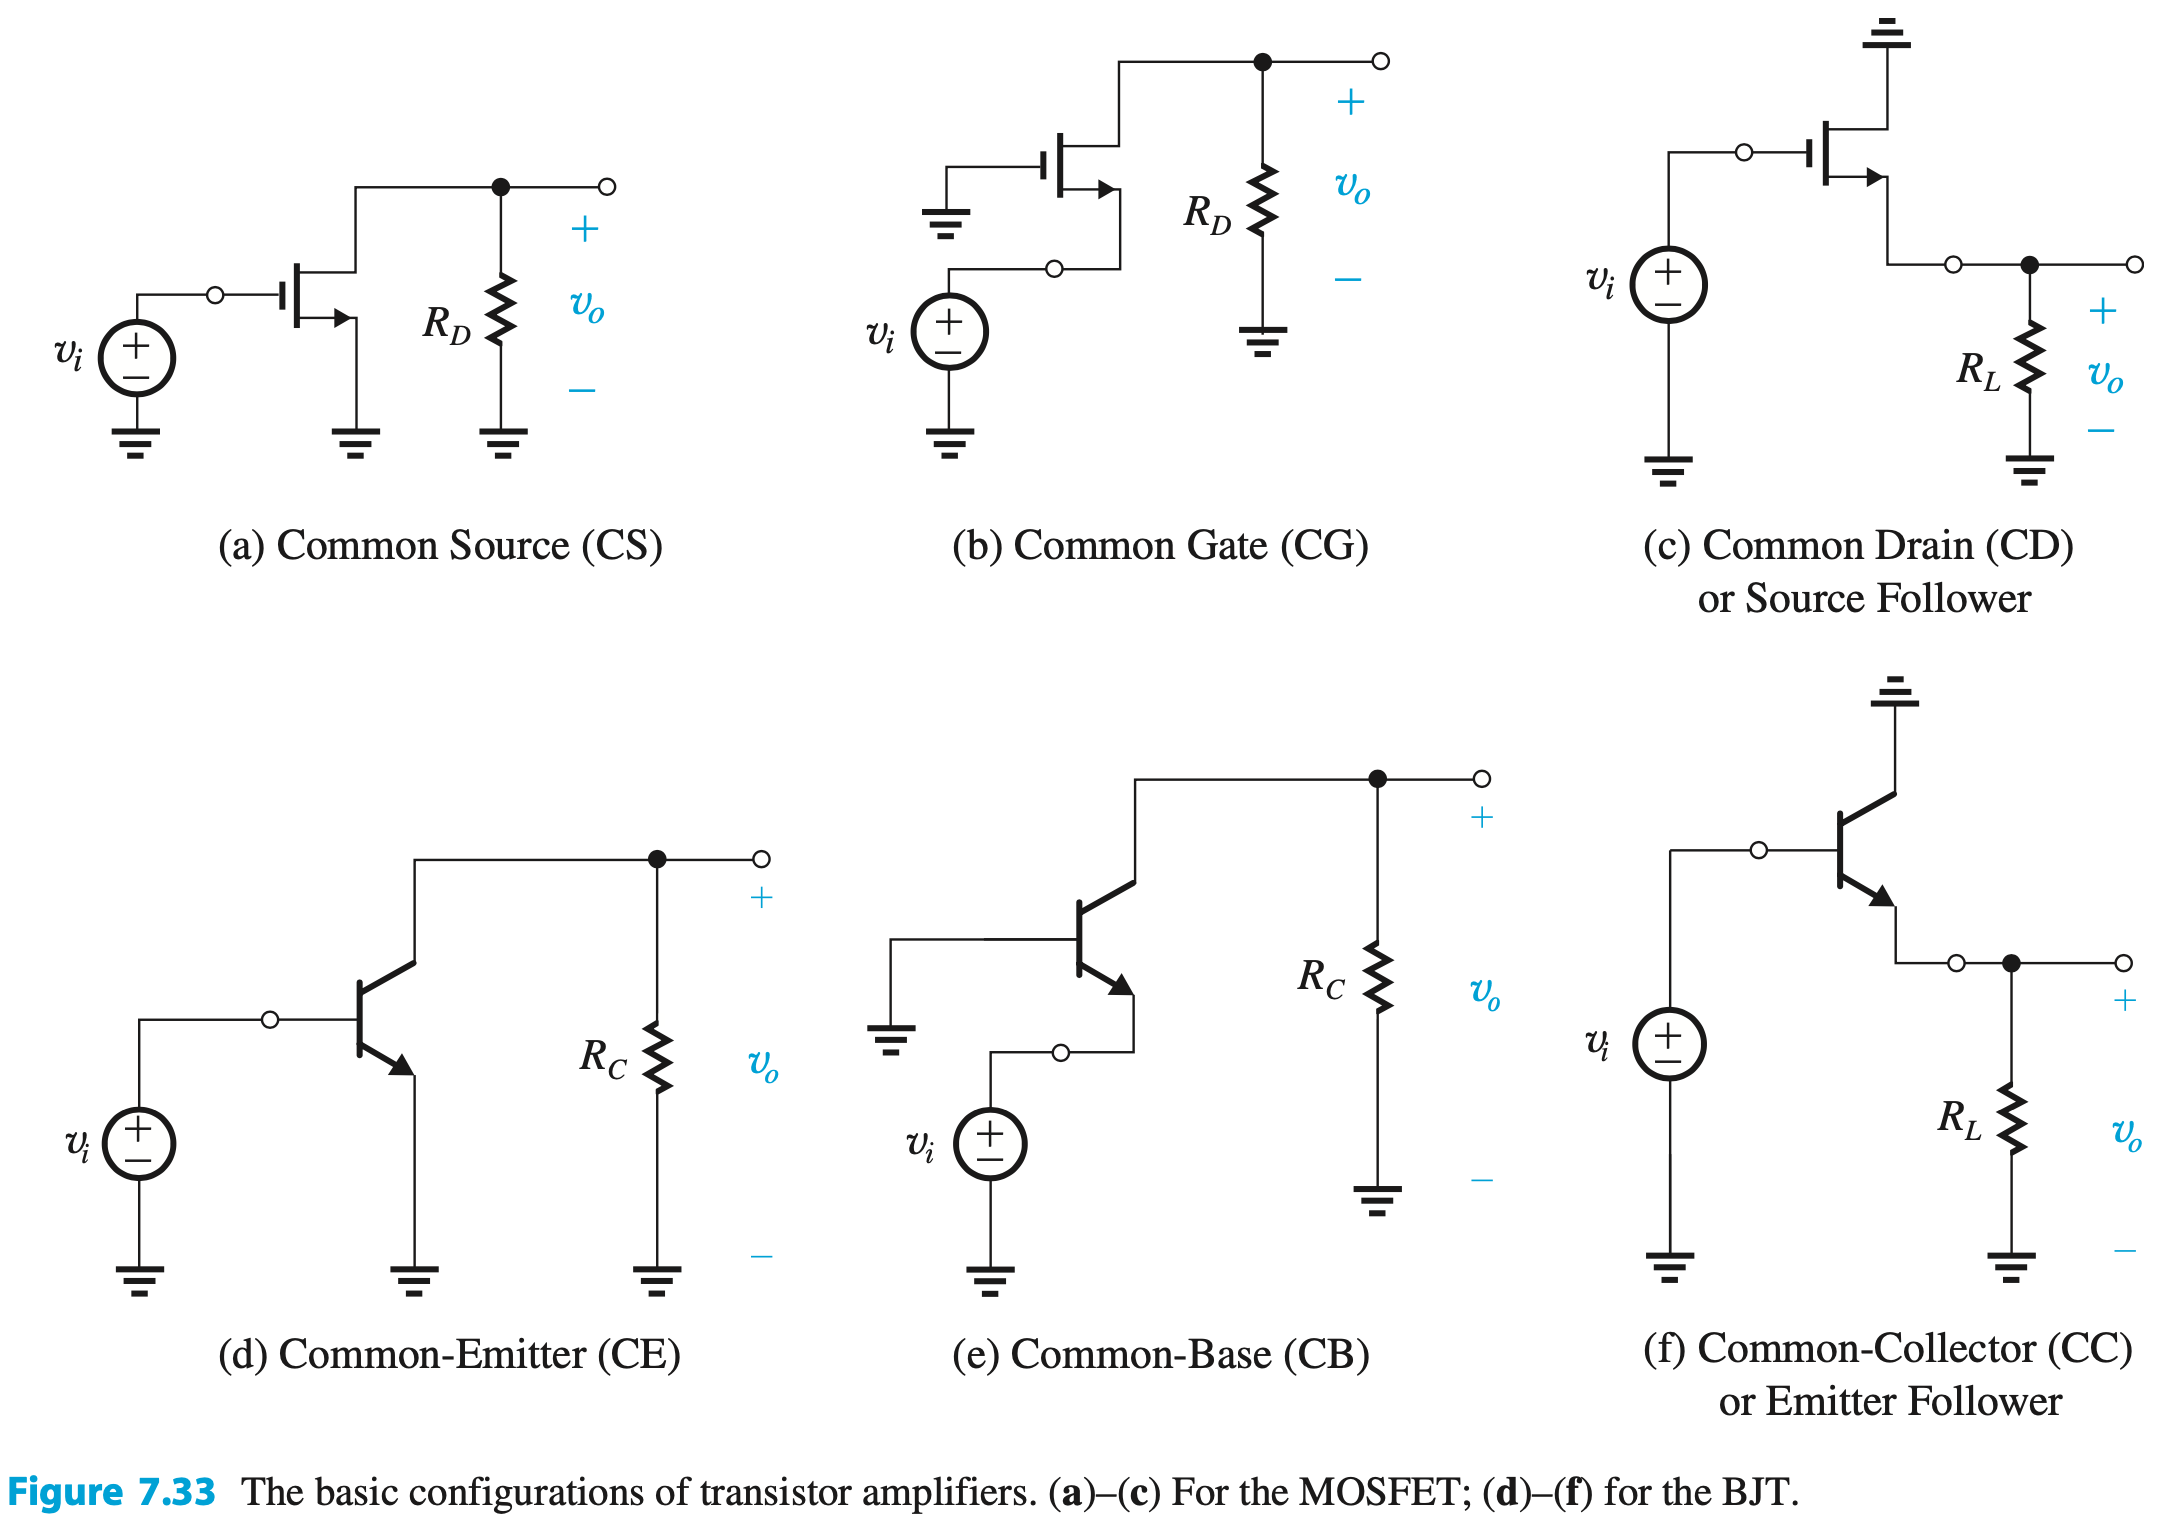 +
v_o
−
R_D
v_i
+
−
(a) Common Source (CS)
+
v_o
−
R_D
v_i
+
−
(b) Common Gate (CG)
v_i
+
−
R_L
+
v_o
−
(c) Common Drain (CD)
or Source Follower
+
v_o
−
R_C
v_i
+
−
(d) Common-Emitter (CE)
+
v_o
−
R_C
v_i
+
−
(e) Common-Base (CB)
v_i
+
−
R_L
+
v_o
−
(f) Common-Collector (CC)
or Emitter Follower
Figure 7.33 The basic configurations of transistor amplifiers. (a)–(c) For the MOSFET; (d)–(f) for the BJT.